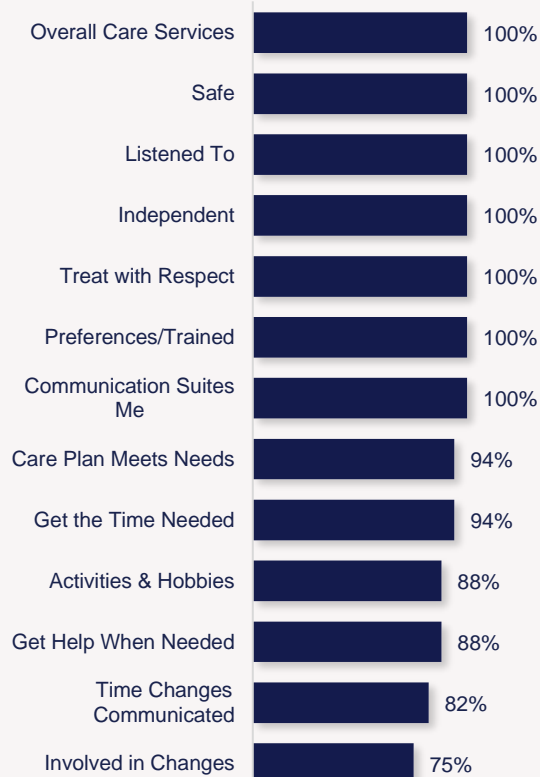 Overall Care Services 100%
Safe 100%
Listened To 100%
Independent 100%
Treat with Respect 100%
Preferences/Trained 100%
Communication Suites
Me 100%
Care Plan Meets Needs 94%
Get the Time Needed 94%
Activities & Hobbies 88%
Get Help When Needed 88%
Time Changes
Communicated 82%
Involved in Changes 75%